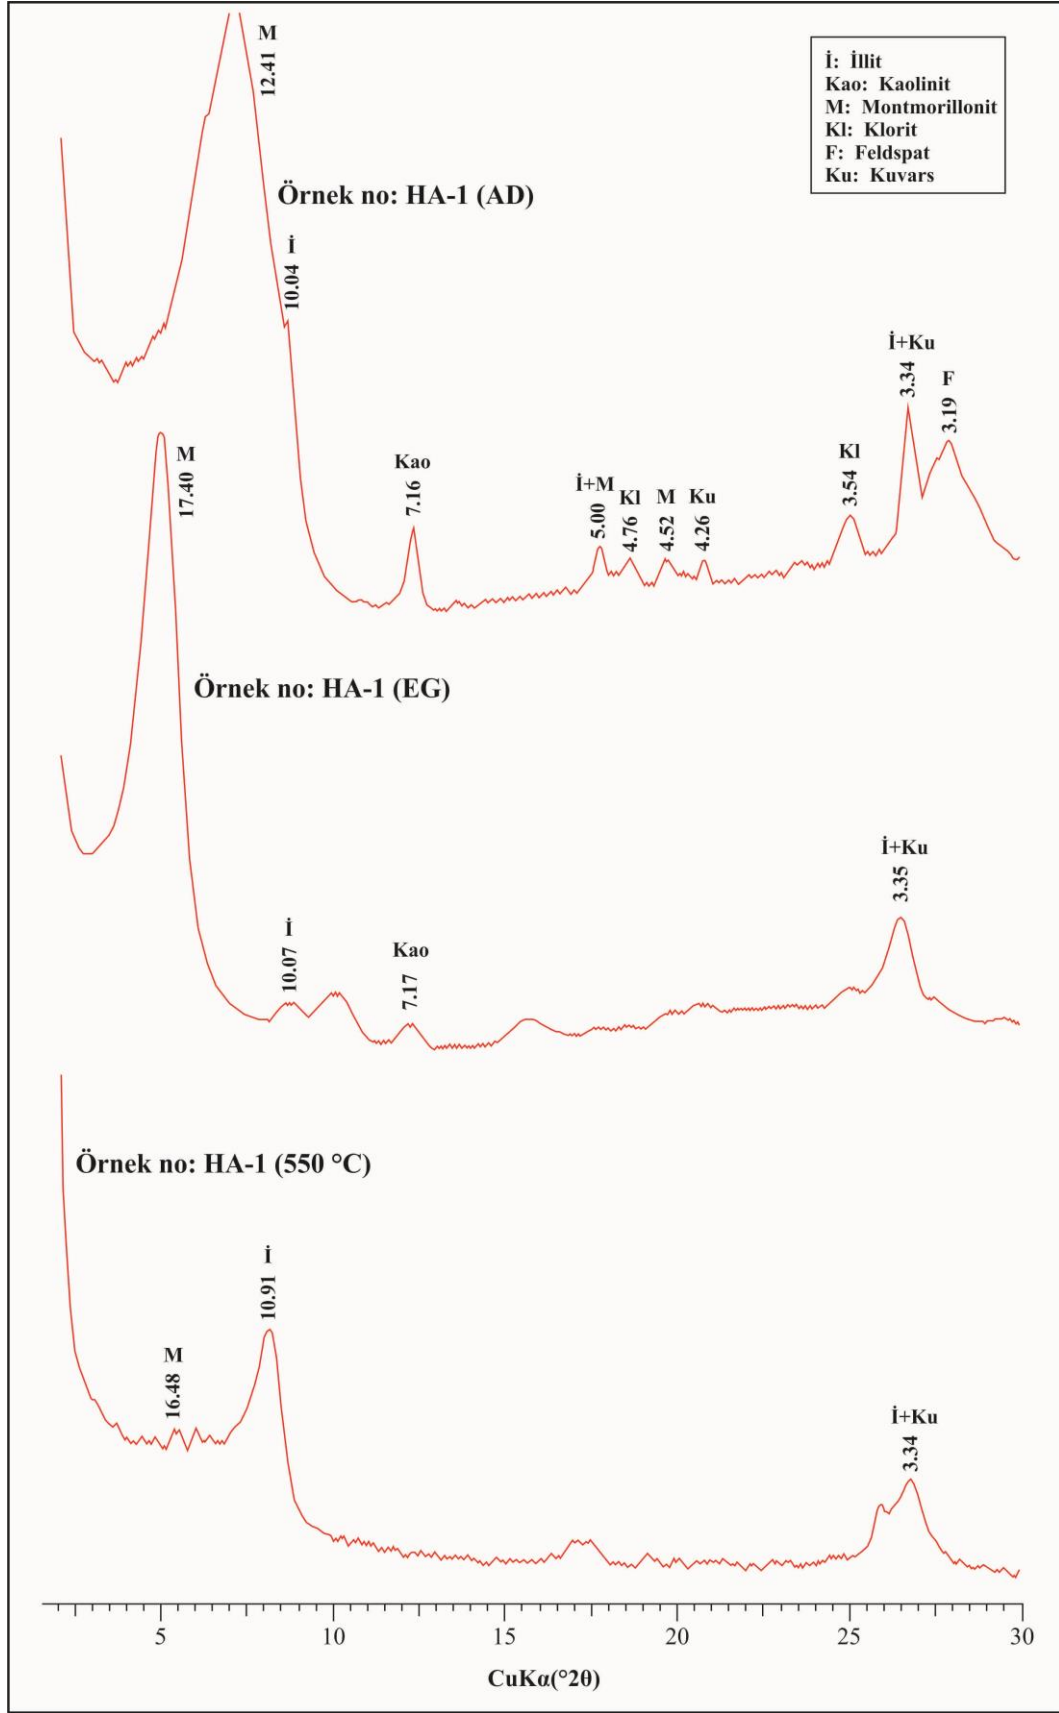 İ: İllit
Kao: Kaolinit
M: Montmorillonit
Kl: Klorit
F: Feldspat
Ku: Kuvars
M
12.41
Örnek no: HA-1 (AD)
İ
10.04
Kao
7.16
İ+M
5.00
Kl
4.76
M
4.52
Ku
4.26
Kl
3.54
İ+Ku
3.34
F
3.19
M
17.40
Örnek no: HA-1 (EG)
İ
10.07
Kao
7.17
İ+Ku
3.35
Örnek no: HA-1 (550 °C)
M
16.48
İ
10.91
İ+Ku
3.34
5 10 15 20 25 30
CuKα(°2θ)